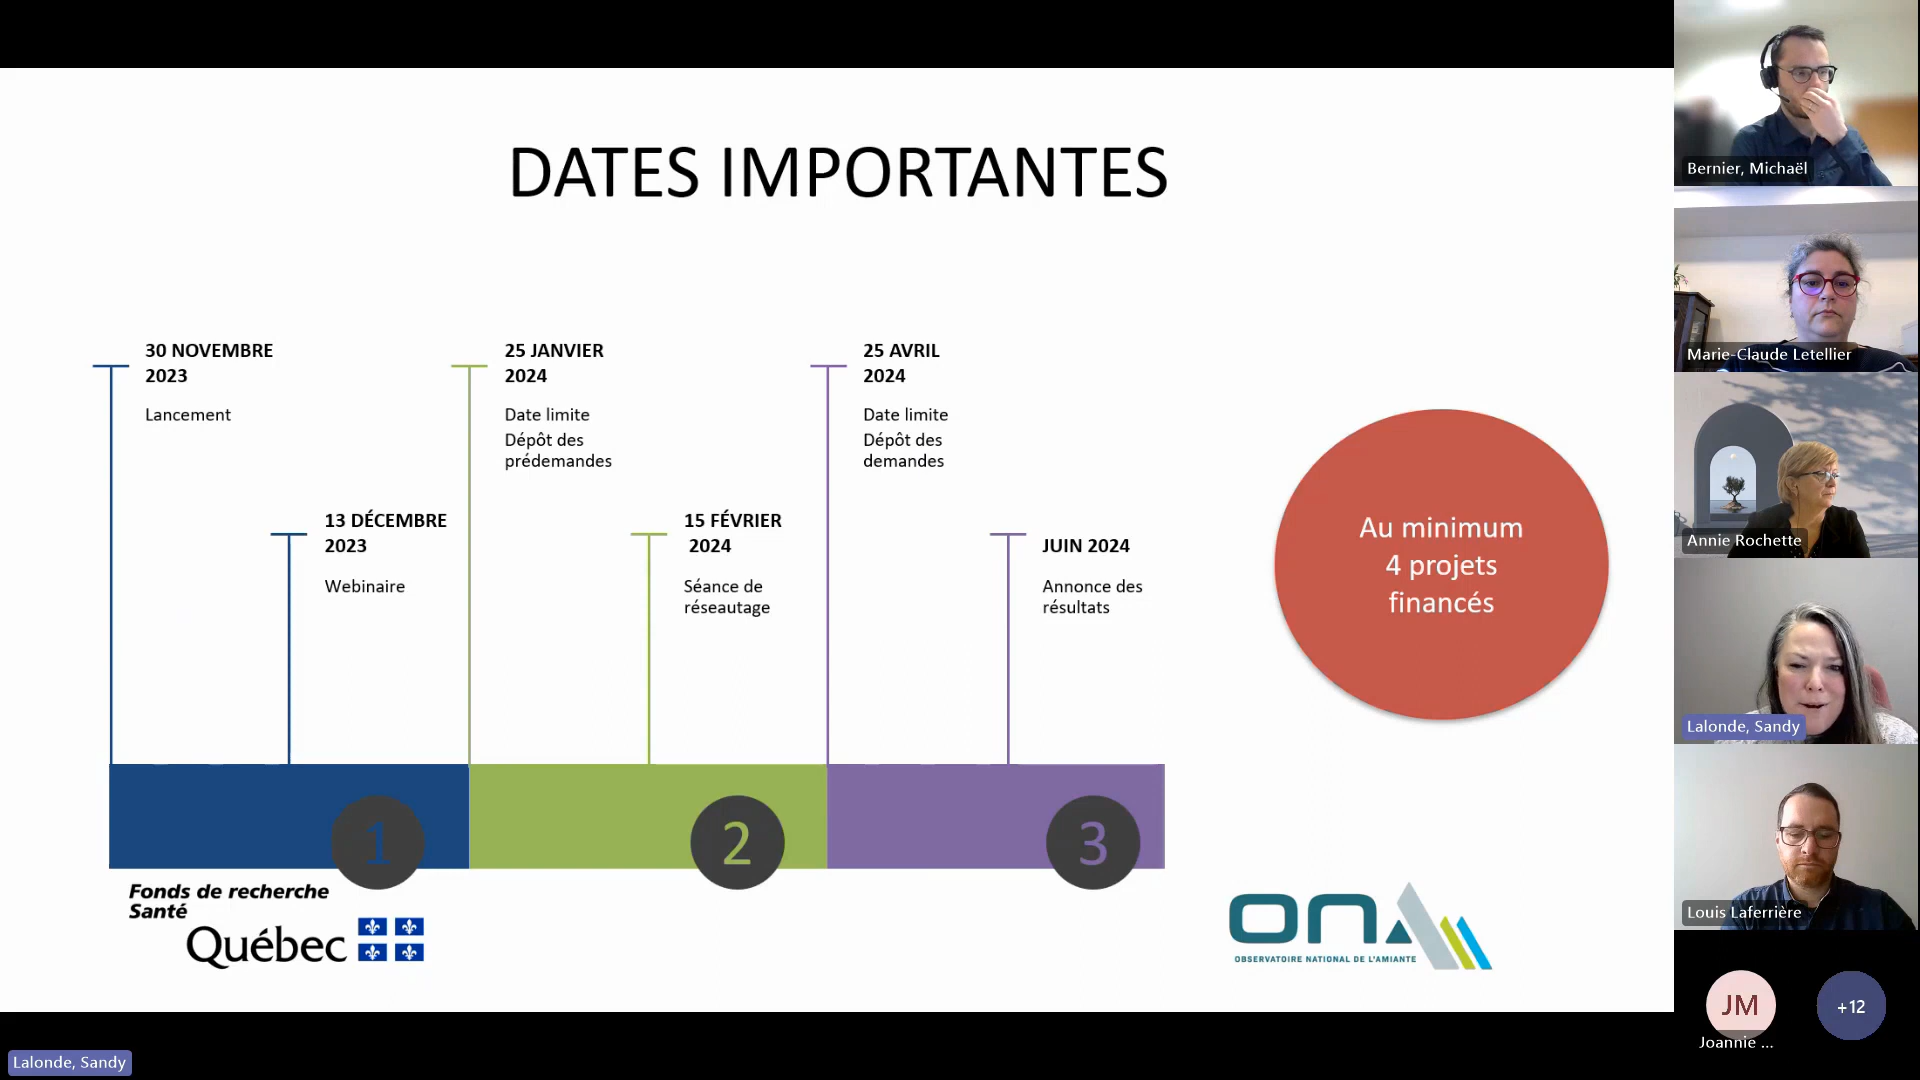 DATES IMPORTANTES
30 NOVEMBRE
2023
Lancement
13 DÉCEMBRE
2023
Webinaire
25 JANVIER
2024
Date limite
Dépôt des
prédemandes
15 FÉVRIER
2024
Séance de
réseautage
25 AVRIL
2024
Date limite
Dépôt des
demandes
JUIN 2024
Annonce des
résultats
Au minimum
4 projets
financés
1
2
3
Fonds de recherche
Santé
Québec
ONA
OBSERVATOIRE NATIONAL DE L'AMIANTE
Lalonde, Sandy
Bernier, Michaël
Marie-Claude Letellier
Annie Rochette
Lalonde, Sandy
Louis Laferrière
JM
Joannie ...
+12